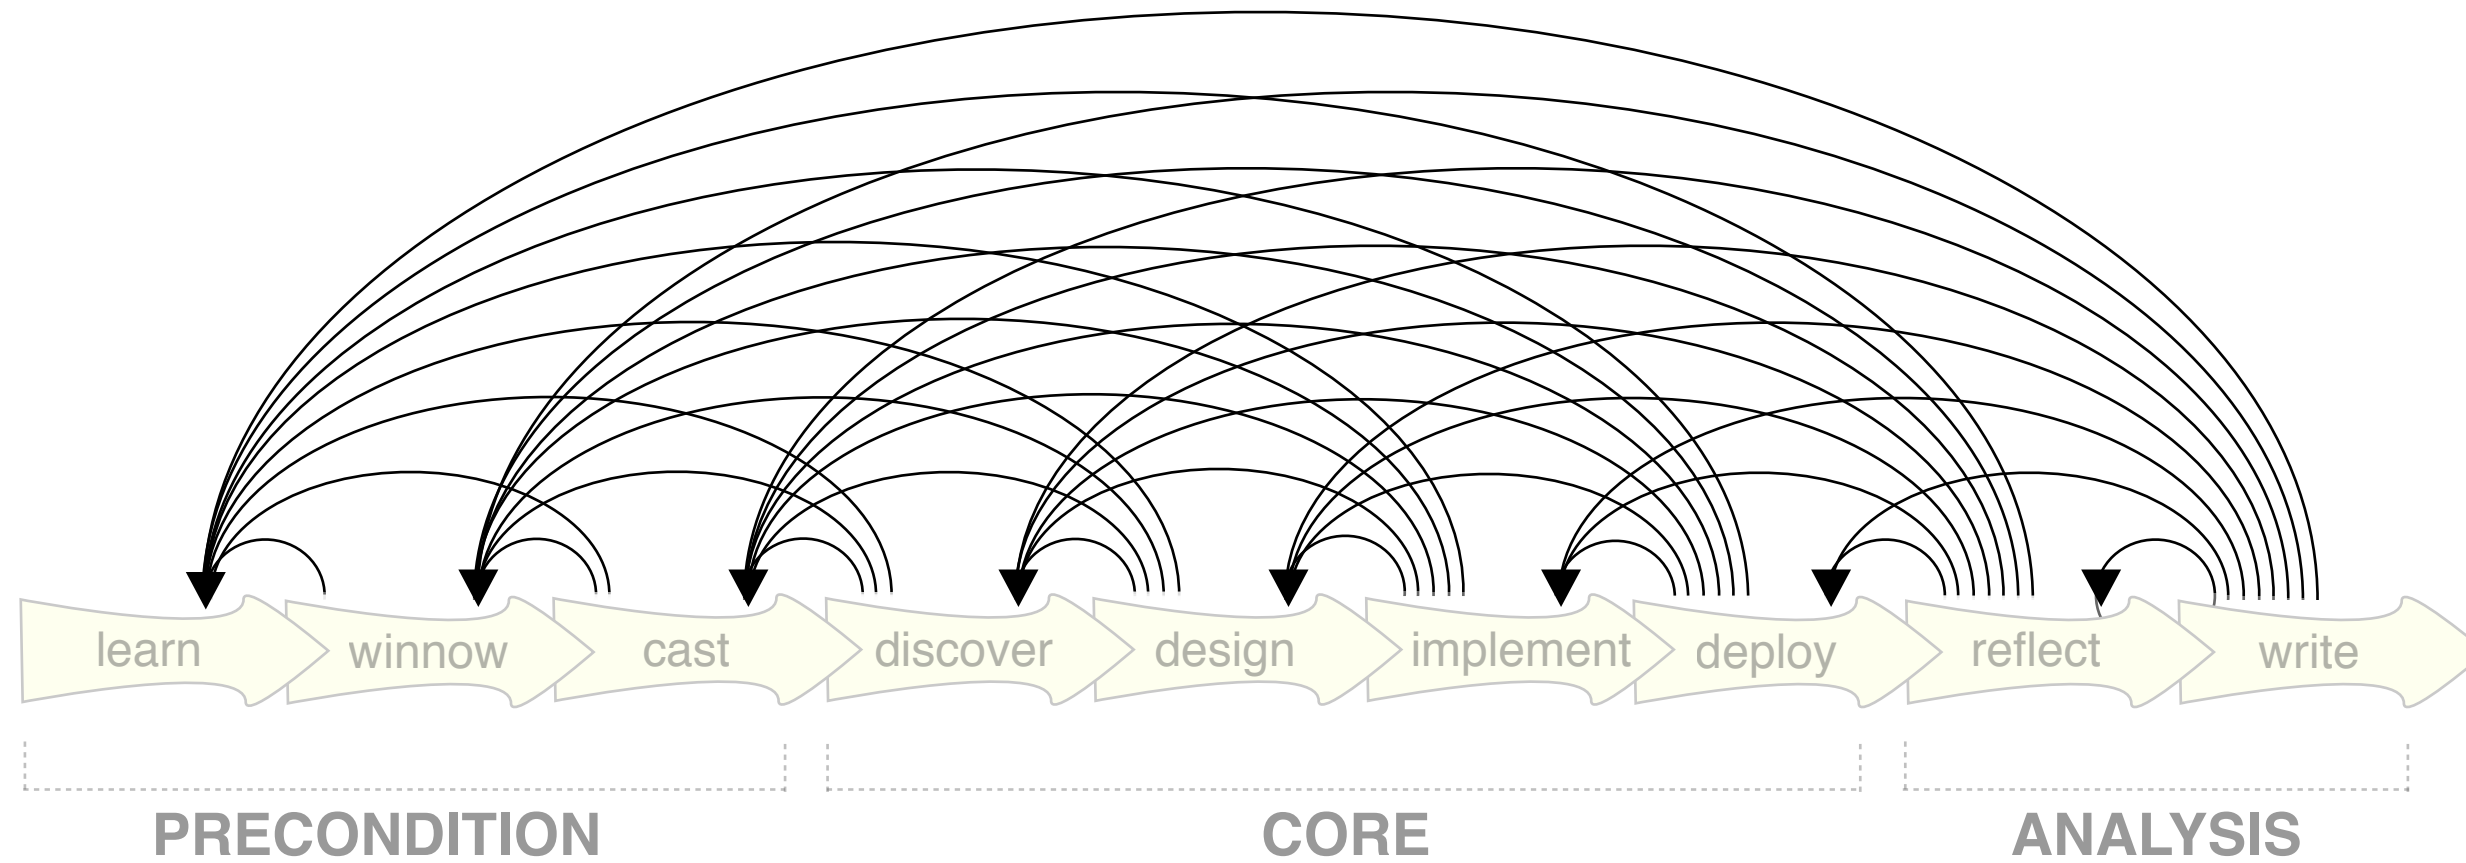 learn winnow cast discover design implement deploy reflect write
PRECONDITION CORE ANALYSIS